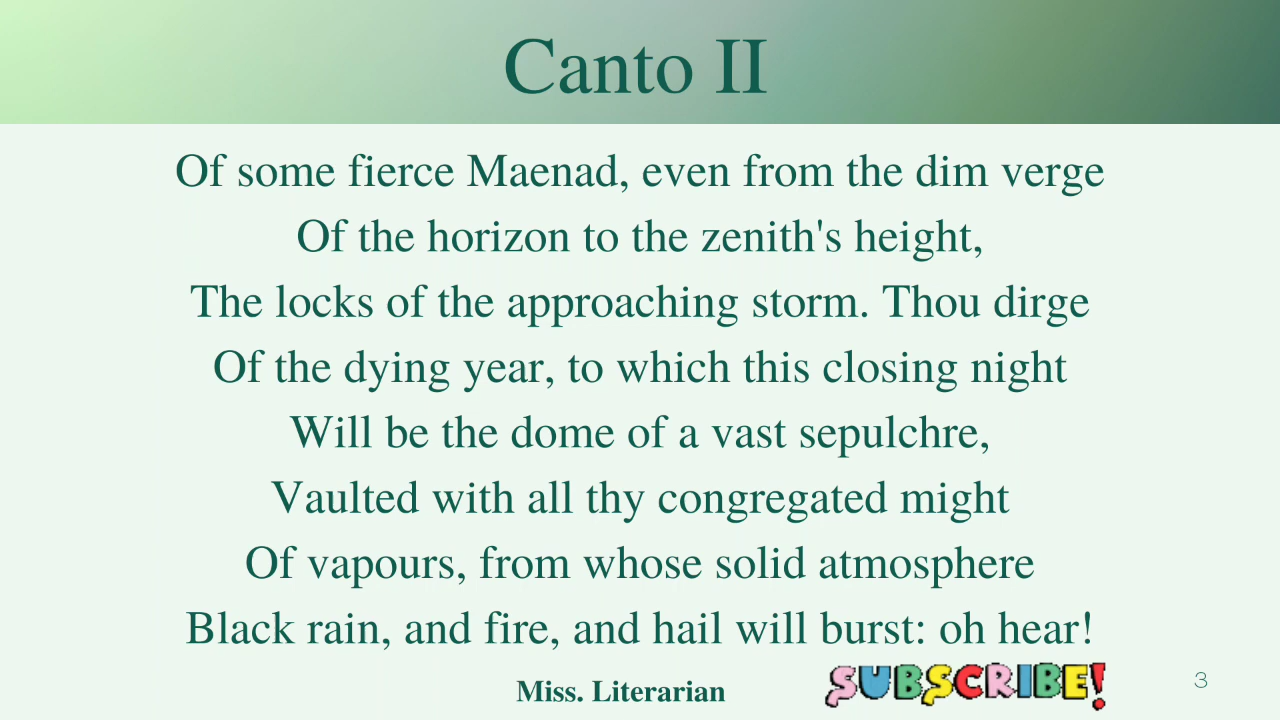 Canto II
Of some fierce Maenad, even from the dim verge
Of the horizon to the zenith's height,
The locks of the approaching storm. Thou dirge
Of the dying year, to which this closing night
Will be the dome of a vast sepulchre,
Vaulted with all thy congregated might
Of vapours, from whose solid atmosphere
Black rain, and fire, and hail will burst: oh hear!
Miss. Literarian
SUBSCRIBE!
3